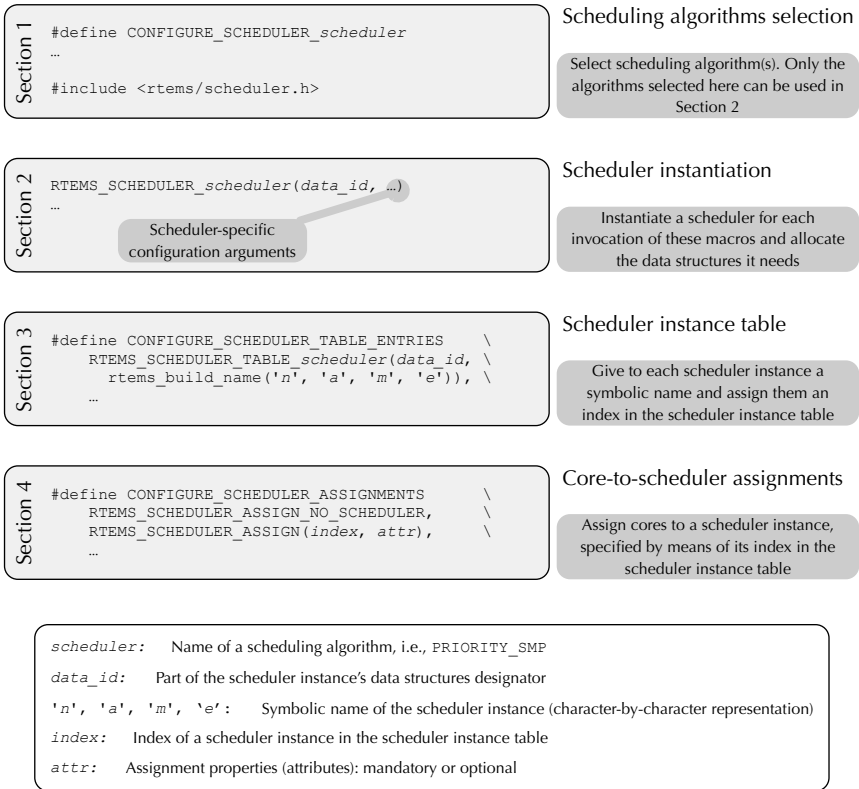 Section 1
#define CONFIGURE_SCHEDULER_scheduler
…
#include <rtems/scheduler.h>
Scheduling algorithms selection
Select scheduling algorithm(s). Only the
algorithms selected here can be used in
Section 2
Section 2
RTEMS_SCHEDULER_scheduler(data_id, …)
…
Scheduler-specific
configuration arguments
Scheduler instantiation
Instantiate a scheduler for each
invocation of these macros and allocate
the data structures it needs
Section 3
#define CONFIGURE_SCHEDULER_TABLE_ENTRIES \
RTEMS_SCHEDULER_TABLE_scheduler(data_id, \
rtems_build_name('n', 'a', 'm', 'e')), \
…
Scheduler instance table
Give to each scheduler instance a
symbolic name and assign them an
index in the scheduler instance table
Section 4
#define CONFIGURE_SCHEDULER_ASSIGNMENTS \
RTEMS_SCHEDULER_ASSIGN_NO_SCHEDULER, \
RTEMS_SCHEDULER_ASSIGN(index, attr), \
…
Core-to-scheduler assignments
Assign cores to a scheduler instance,
specified by means of its index in the
scheduler instance table
scheduler: Name of a scheduling algorithm, i.e., PRIORITY_SMP
data_id: Part of the scheduler instance’s data structures designator
'n', 'a', 'm', ‘e’: Symbolic name of the scheduler instance (character-by-character representation)
index: Index of a scheduler instance in the scheduler instance table
attr: Assignment properties (attributes): mandatory or optional